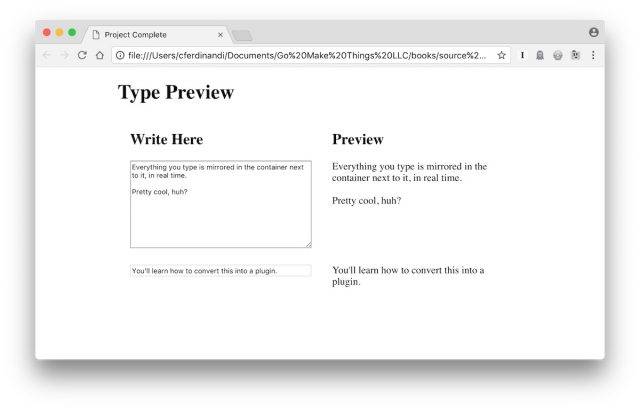 Project Complete
file:///Users/cferdinandi/Documents/Go%20Make%20Things%20LLC/books/source%2...
Type Preview
Write Here
Everything you type is mirrored in the container next
to it, in real time.
Pretty cool, huh?
You'll learn how to convert this into a plugin.
Preview
Everything you type is mirrored in the
container next to it, in real time.
Pretty cool, huh?
You'll learn how to convert this into a
plugin.